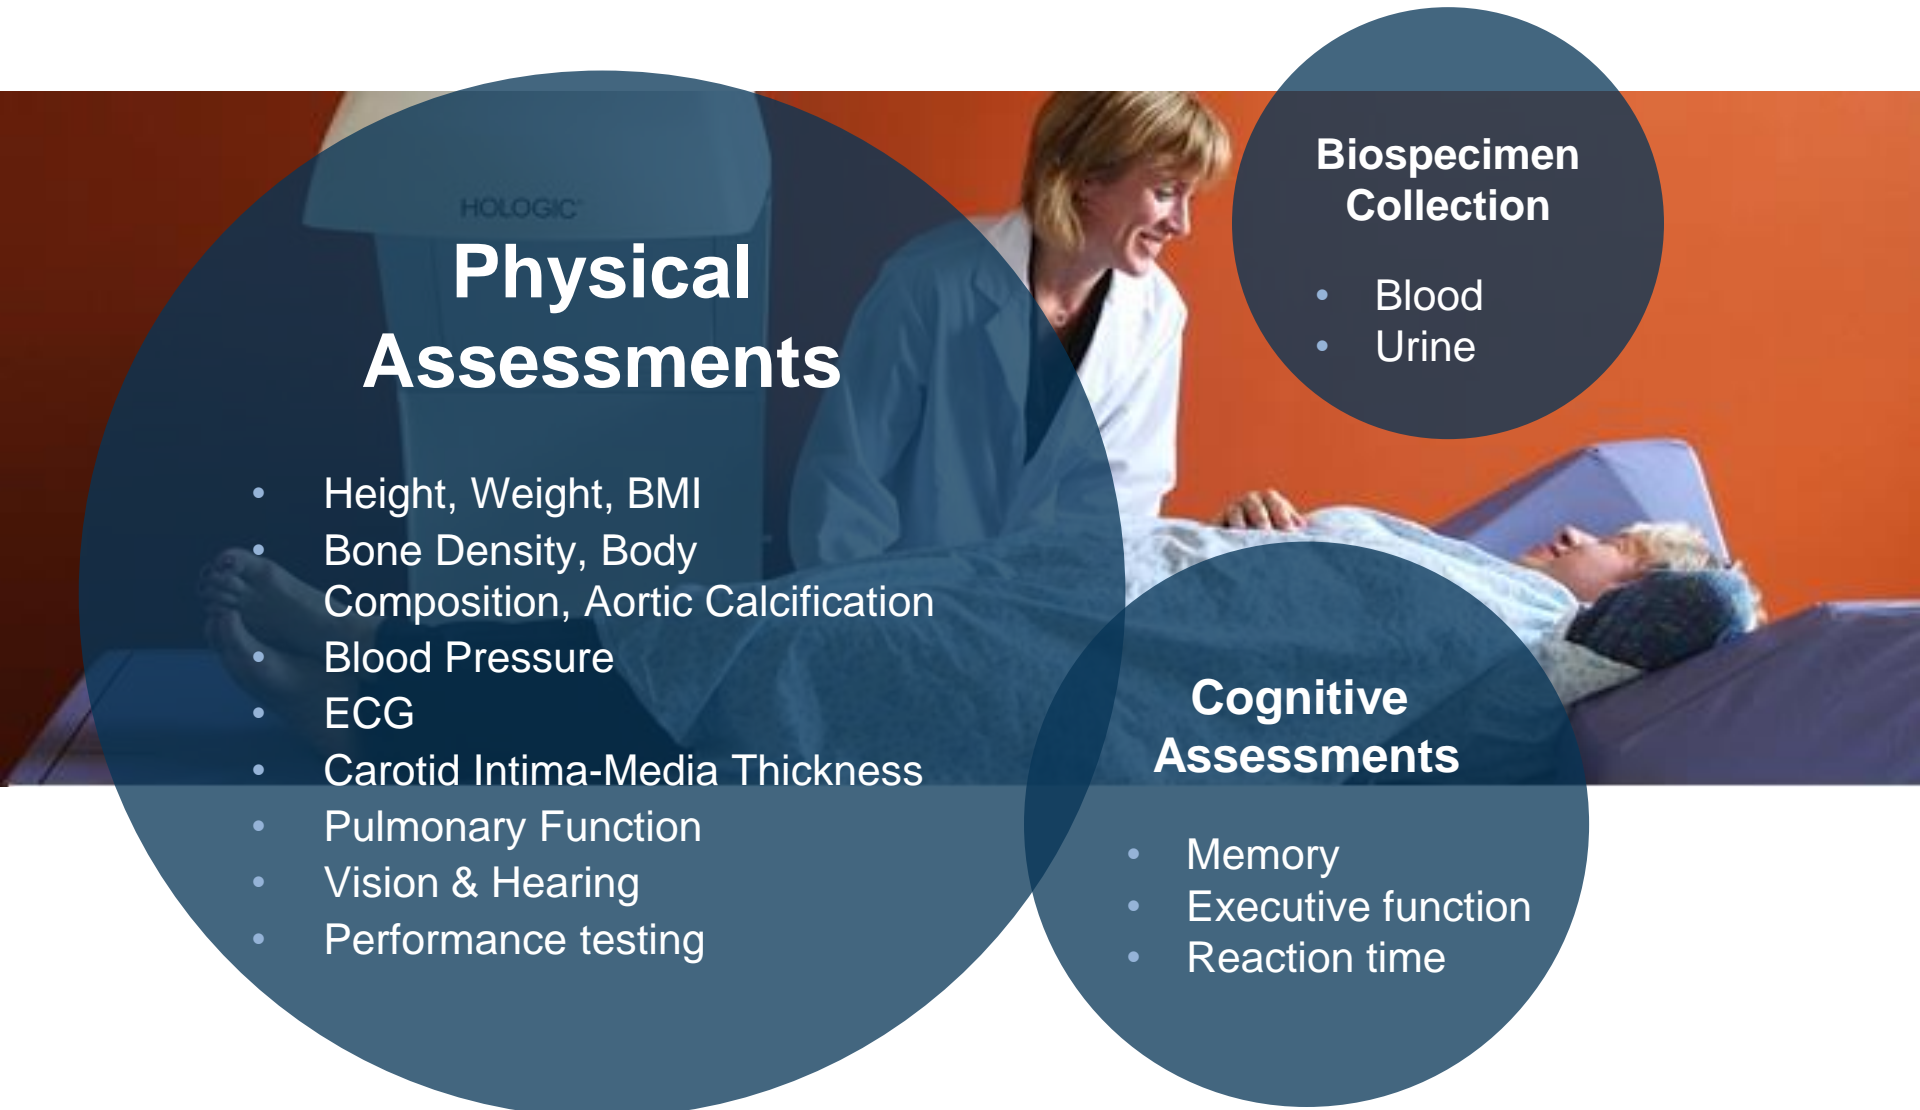 HOLOGIC
Physical
Assessments
• Height, Weight, BMI
• Bone Density, Body
Composition, Aortic Calcification
• Blood Pressure
• ECG
• Carotid Intima-Media Thickness
• Pulmonary Function
• Vision & Hearing
• Performance testing
Biospecimen
Collection
• Blood
• Urine
Cognitive
Assessments
• Memory
• Executive function
• Reaction time